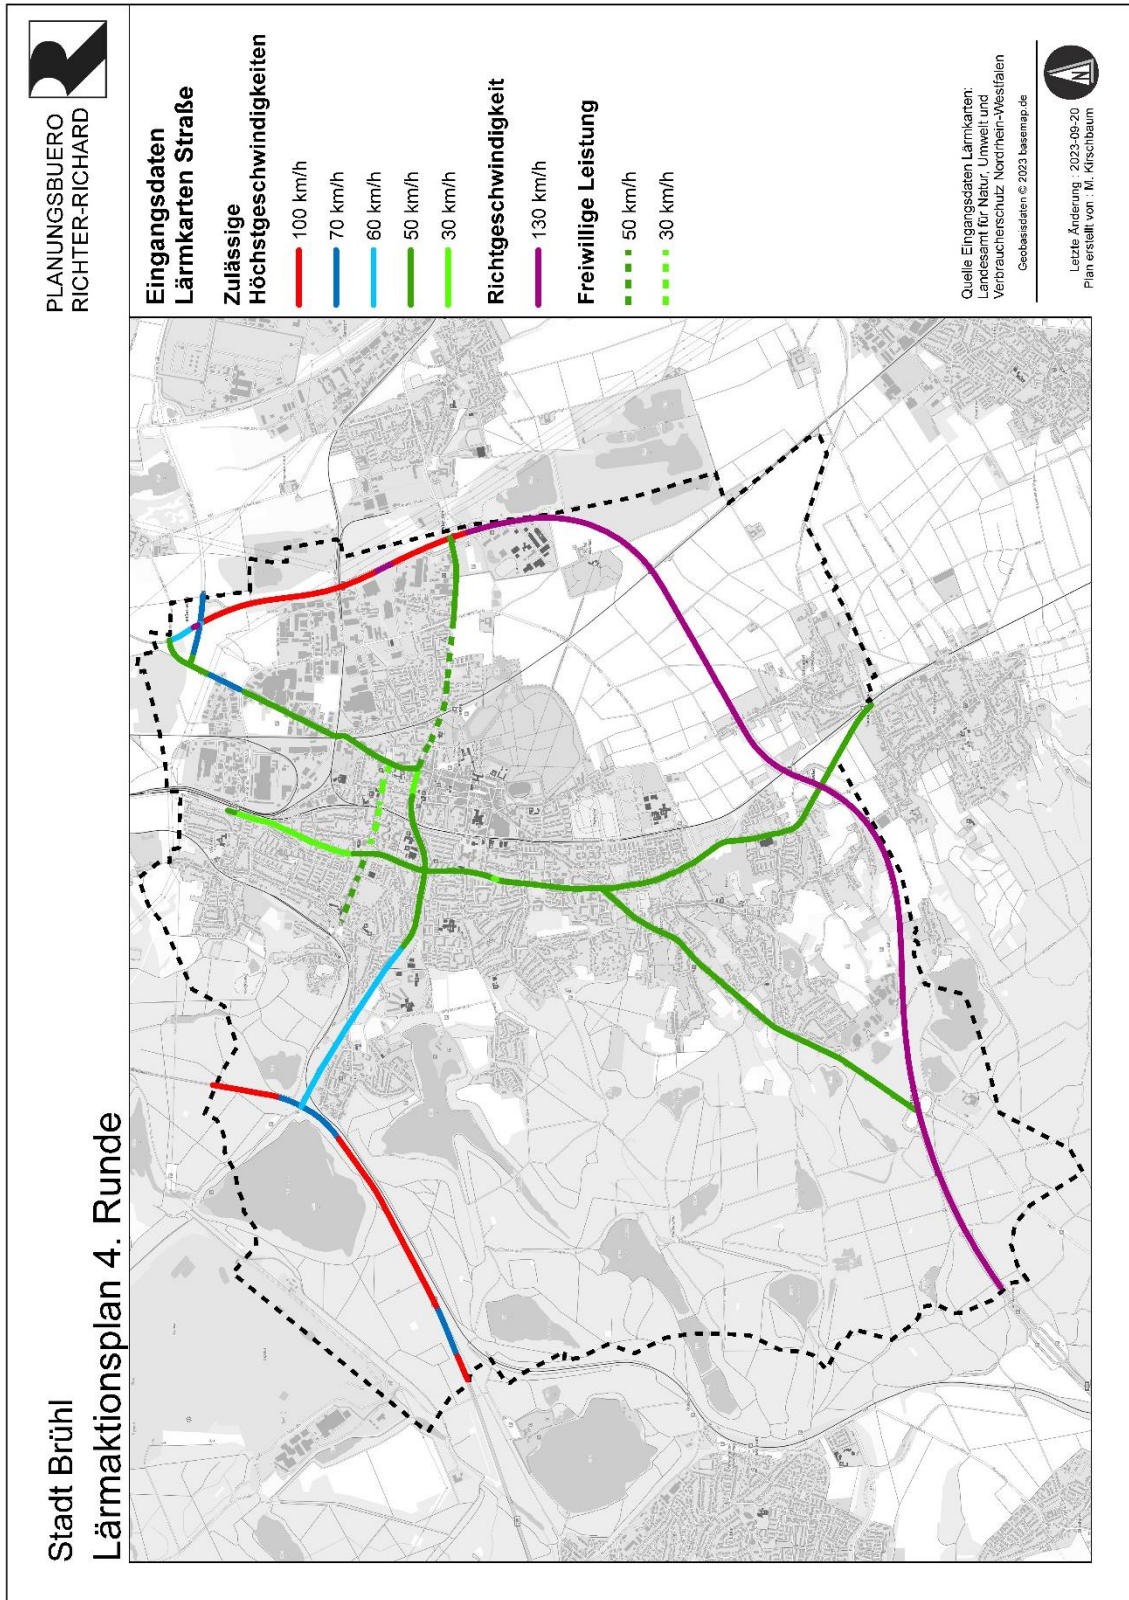 Stadt Brühl
Lärmaktionsplan 4. Runde
PLANUNGSBUERO
RICHTER-RICHARD
Eingangsdaten
Lärmkarten Straße
Zulässige
Höchstgeschwindigkeiten
100 km/h
70 km/h
60 km/h
50 km/h
30 km/h
Richtgeschwindigkeit
130 km/h
Freiwillige Leistung
50 km/h
30 km/h
Quelle Eingangsdaten Lärmkarten:
Landesamt für Natur, Umwelt und
Verbraucherschutz Nordrhein-Westfalen
Geobasisdaten © 2023 basemap.de
N
Letzte Änderung : 2023-09-20
Plan erstellt von : M. Kirschbaum